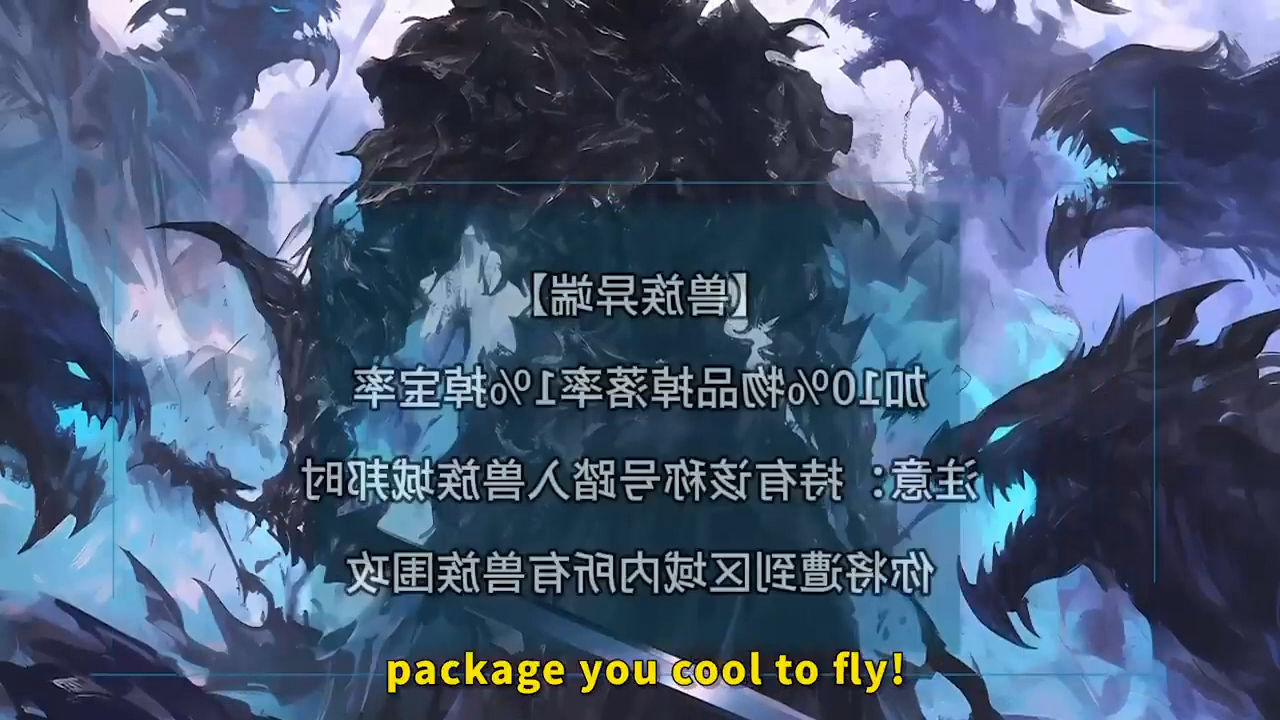 【兽族异端】
加10%物品掉落率1%掉宝率
注意：持有该称号踏入兽族城邦时
你将遭到区域内所有兽族围攻
package you cool to fly!